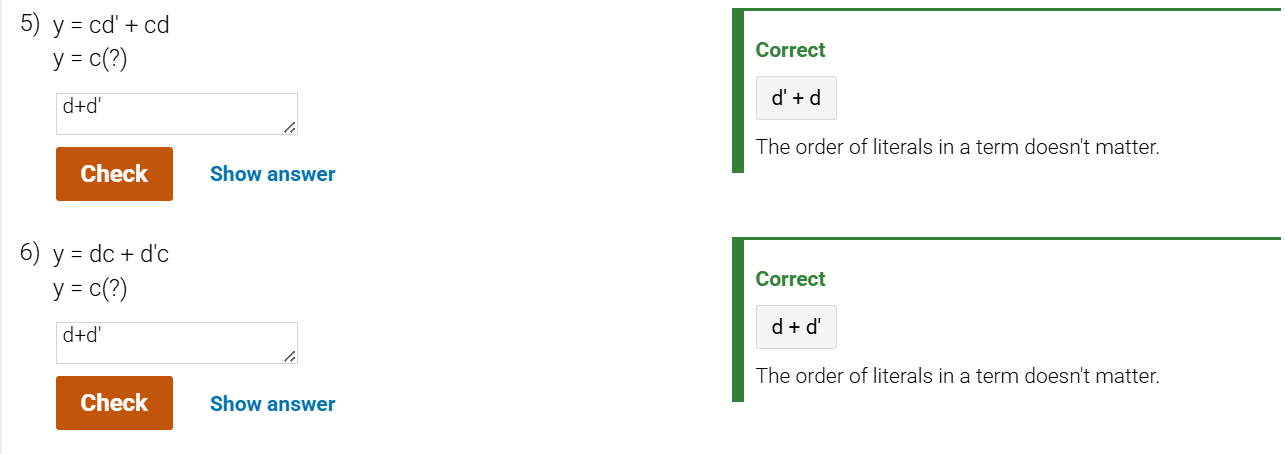 5) y = cd' + cd
y = c(?)
d+d'
Check Show answer
Correct
d' + d
The order of literals in a term doesn't matter.
6) y = dc + d'c
y = c(?)
d+d'
Check Show answer
Correct
d + d'
The order of literals in a term doesn't matter.